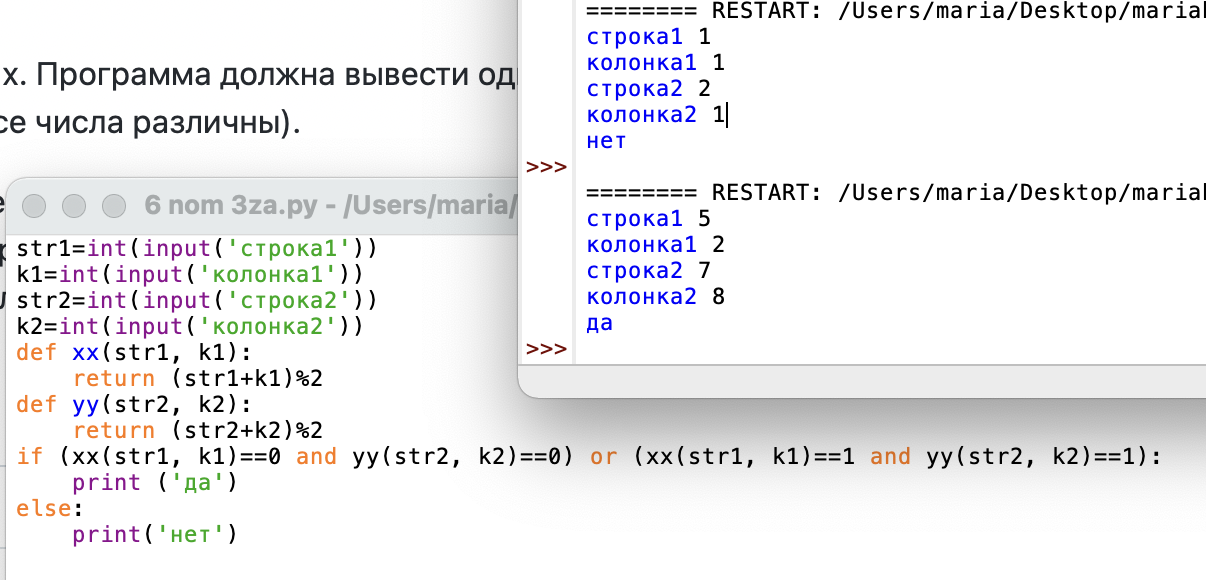 х. Программа должна вывести од
се числа различны).
6 nom 3za.py - /Users/maria/
str1=int(input('строка1'))
k1=int(input('колонка1'))
str2=int(input('строка2'))
k2=int(input('колонка2'))
def xx(str1, k1):
    return (str1+k1)%2
def yy(str2, k2):
    return (str2+k2)%2
if (xx(str1, k1)==0 and yy(str2, k2)==0) or (xx(str1, k1)==1 and yy(str2, k2)==1):
    print ('да')
else:
    print('нет')
======== RESTART: /Users/maria/Desktop/maria
строка1 1
колонка1 1
строка2 2
колонка2 1
нет
>>>
======== RESTART: /Users/maria/Desktop/maria
строка1 5
колонка1 2
строка2 7
колонка2 8
да
>>>